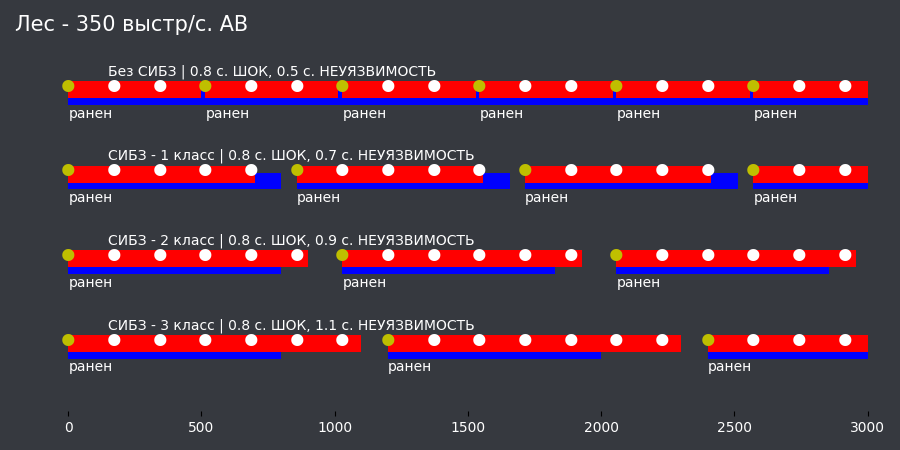 Лес - 350 выстр/с. АВ
Без СИБЗ | 0.8 с. ШОК, 0.5 с. НЕУЯЗВИМОСТЬ
ранен ранен ранен ранен ранен ранен
СИБЗ - 1 класс | 0.8 с. ШОК, 0.7 с. НЕУЯЗВИМОСТЬ
ранен ранен ранен ранен
СИБЗ - 2 класс | 0.8 с. ШОК, 0.9 с. НЕУЯЗВИМОСТЬ
ранен ранен ранен
СИБЗ - 3 класс | 0.8 с. ШОК, 1.1 с. НЕУЯЗВИМОСТЬ
ранен ранен ранен
0 500 1000 1500 2000 2500 3000